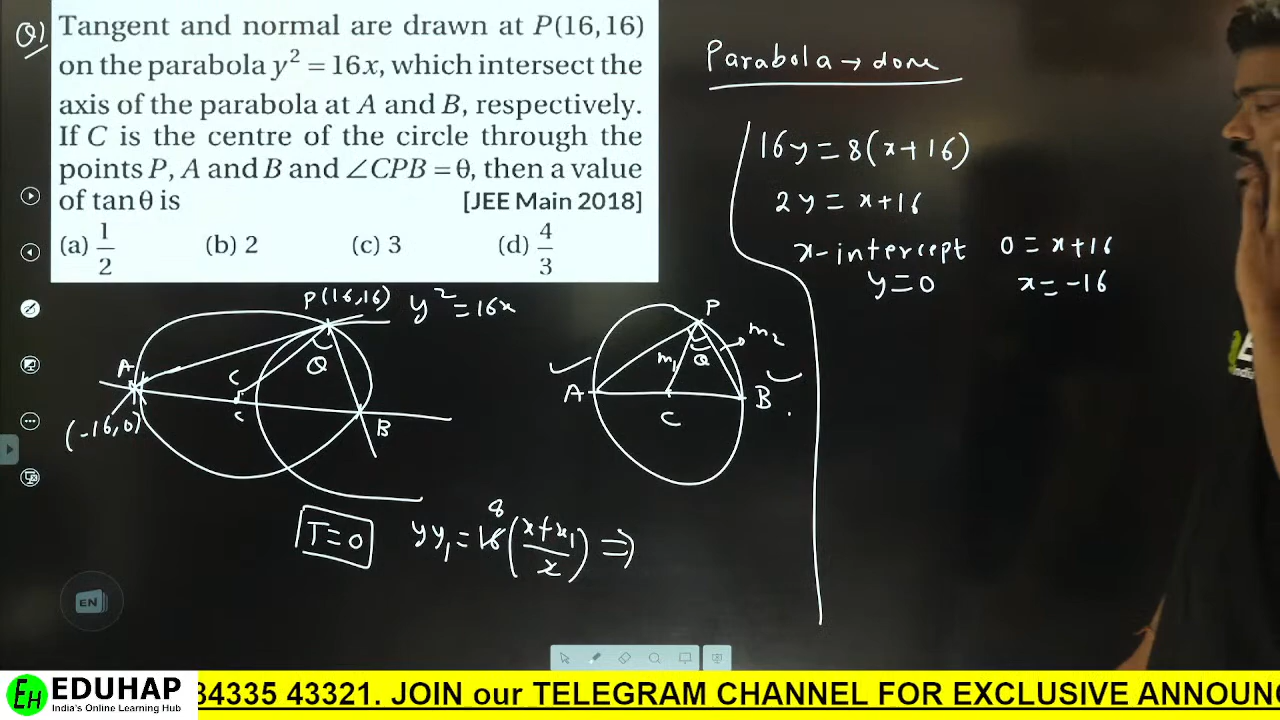 Q)
Tangent and normal are drawn at P(16,16)
on the parabola y² = 16x, which intersect the
axis of the parabola at A and B, respectively.
If C is the centre of the circle through the
points P, A and B and ∠CPB = θ, then a value
of tan θ is [JEE Main 2018]
(a) 1/2 (b) 2 (c) 3 (d) 4/3
Parabola → done
16y = 8(x+16)
2y = x+16
x-intercept 0 = x+16
y=0 x = -16
P(16,16) y² = 16x
A
θ
C
C
B
(-16,0)
P
m₂
m₁
θ
A
B
C
T=0 yy₁ = 16 8 (x+x₁/2) ⇒
EN
EH EDUHAP
India's Online Learning Hub
84335 43321. JOIN our TELEGRAM CHANNEL FOR EXCLUSIVE ANNOUN